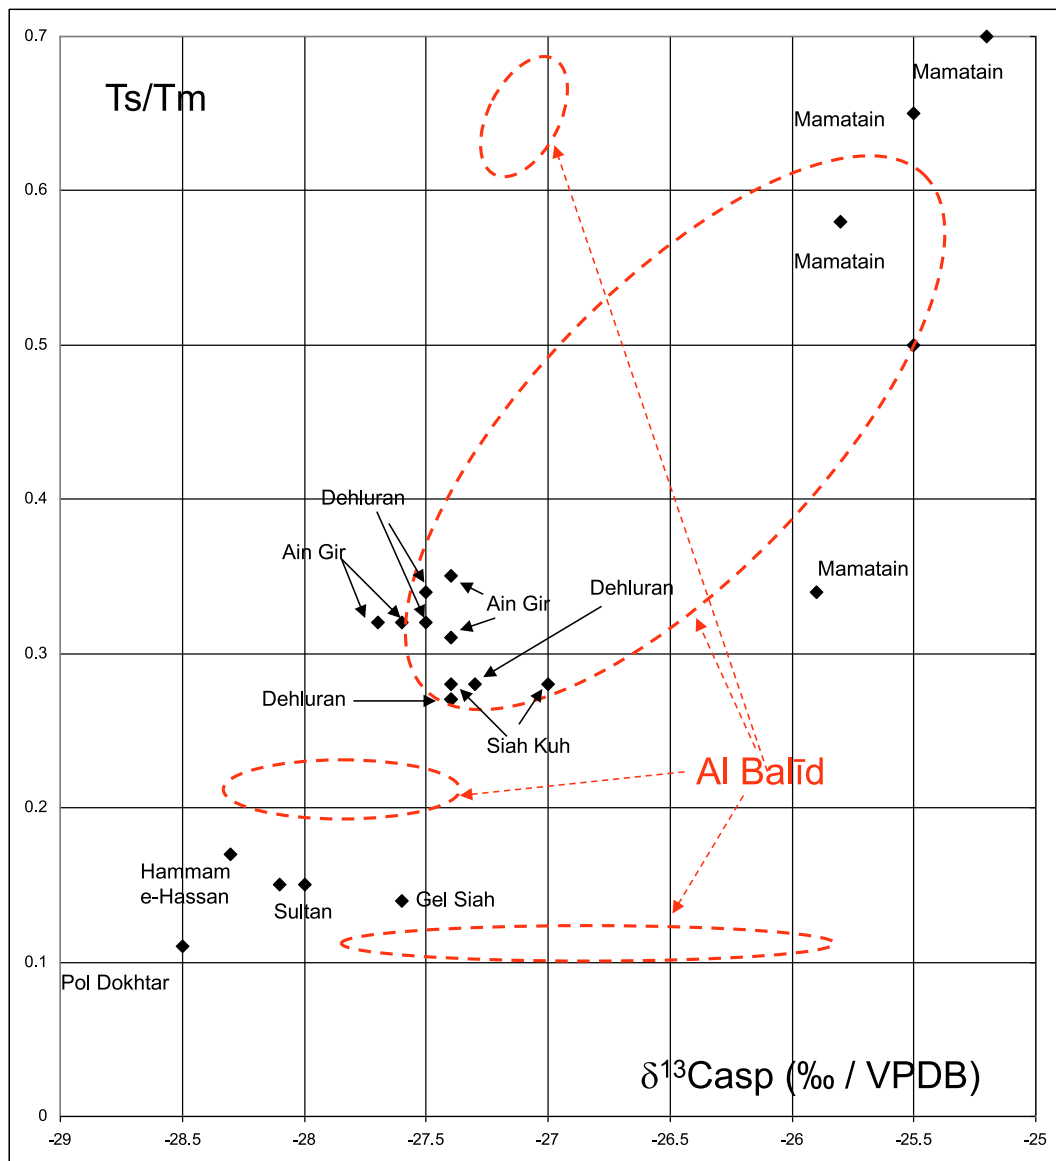 0.7
Ts/Tm
Mamatain
Mamatain
0.6
Mamatain
0.5
Dehluran
0.4
Ain Gir
Mamatain
Dehluran
Ain Gir
0.3
Dehluran
Siah Kuh
Al Balīd
0.2
Hammam
e-Hassan
Gel Siah
Sultan
0.1
Pol Dokhtar
δ¹³Casp (‰ / VPDB)
0
-29 -28.5 -28 -27.5 -27 -26.5 -26 -25.5 -25